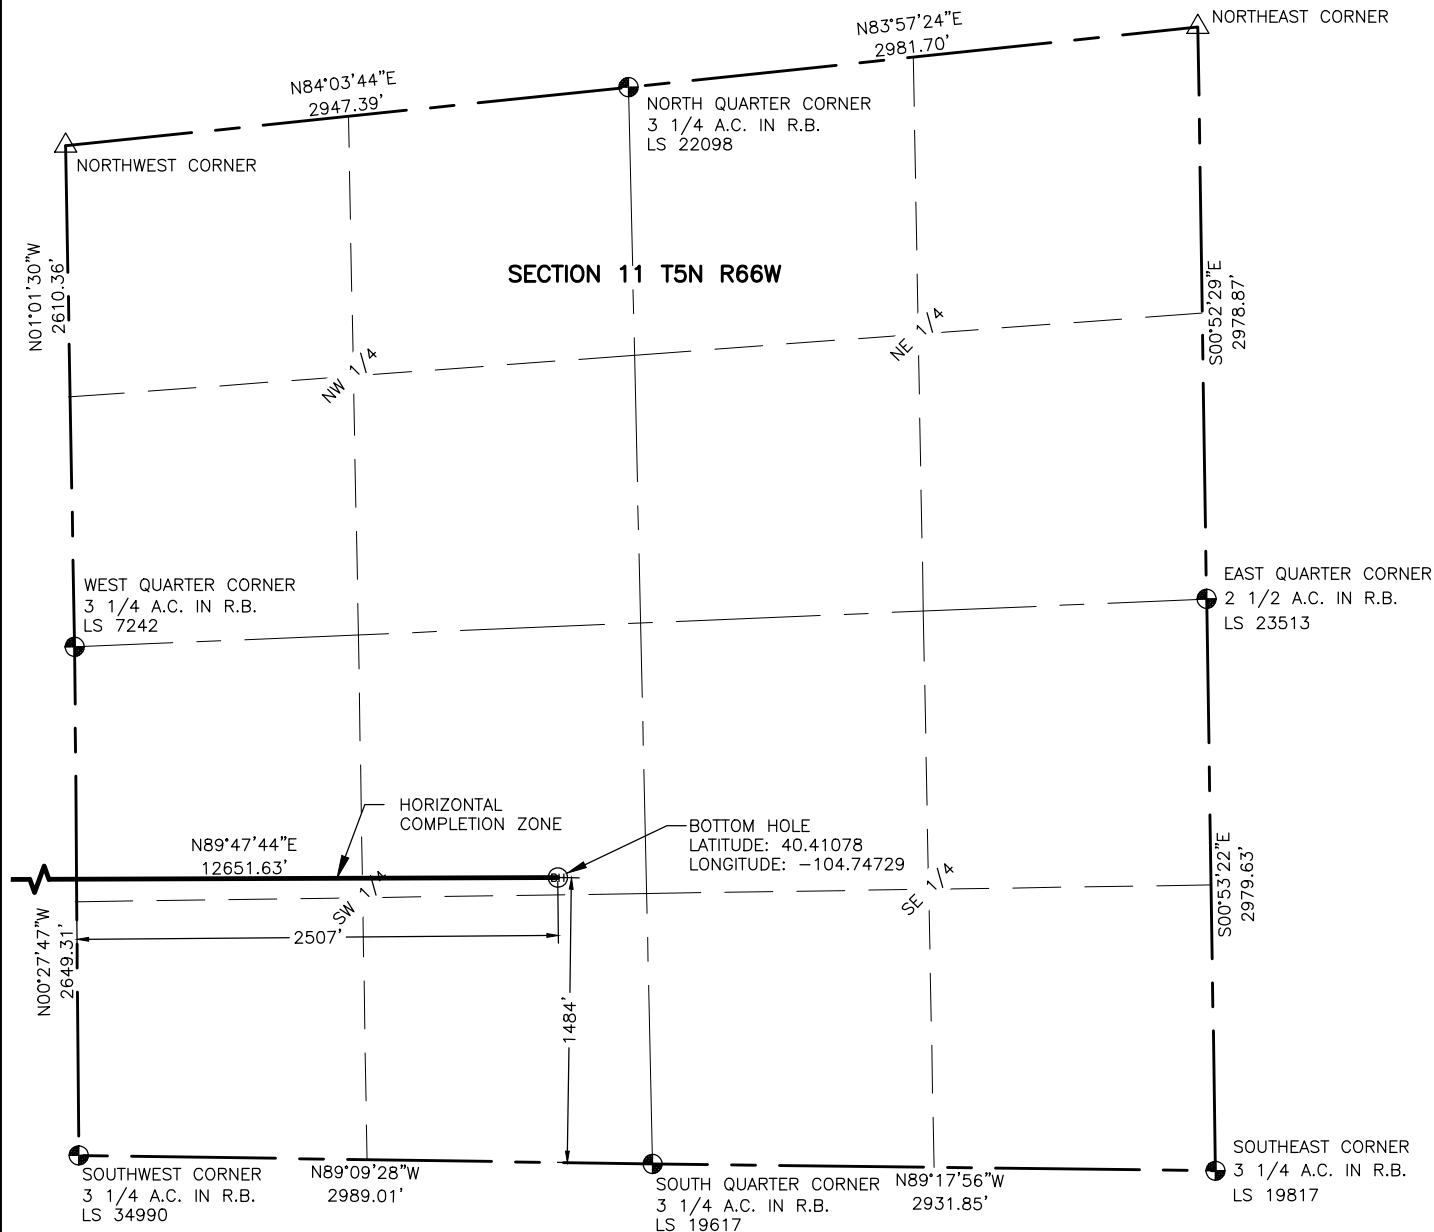 NORTHEAST CORNER
N83°57'24"E
2981.70'
N84°03'44"E
2947.39'
NORTH QUARTER CORNER
3 1/4 A.C. IN R.B.
LS 22098
NORTHWEST CORNER
N01°01'30"W
2610.36'
SECTION 11 T5N R66W
S00°52'29"E
2978.87'
NW 1/4
NE 1/4
WEST QUARTER CORNER
3 1/4 A.C. IN R.B.
LS 7242
EAST QUARTER CORNER
2 1/2 A.C. IN R.B.
LS 23513
HORIZONTAL
COMPLETION ZONE
N89°47'44"E
12651.63'
BOTTOM HOLE
LATITUDE: 40.41078
LONGITUDE: -104.74729
BH
SW 1/4
SE 1/4
S00°53'22"E
2979.63'
N00°27'47"W
2649.31'
2507'
1484'
SOUTHWEST CORNER
3 1/4 A.C. IN R.B.
LS 34990
N89°09'28"W
2989.01'
SOUTH QUARTER CORNER
3 1/4 A.C. IN R.B.
LS 19617
N89°17'56"W
2931.85'
SOUTHEAST CORNER
3 1/4 A.C. IN R.B.
LS 19817